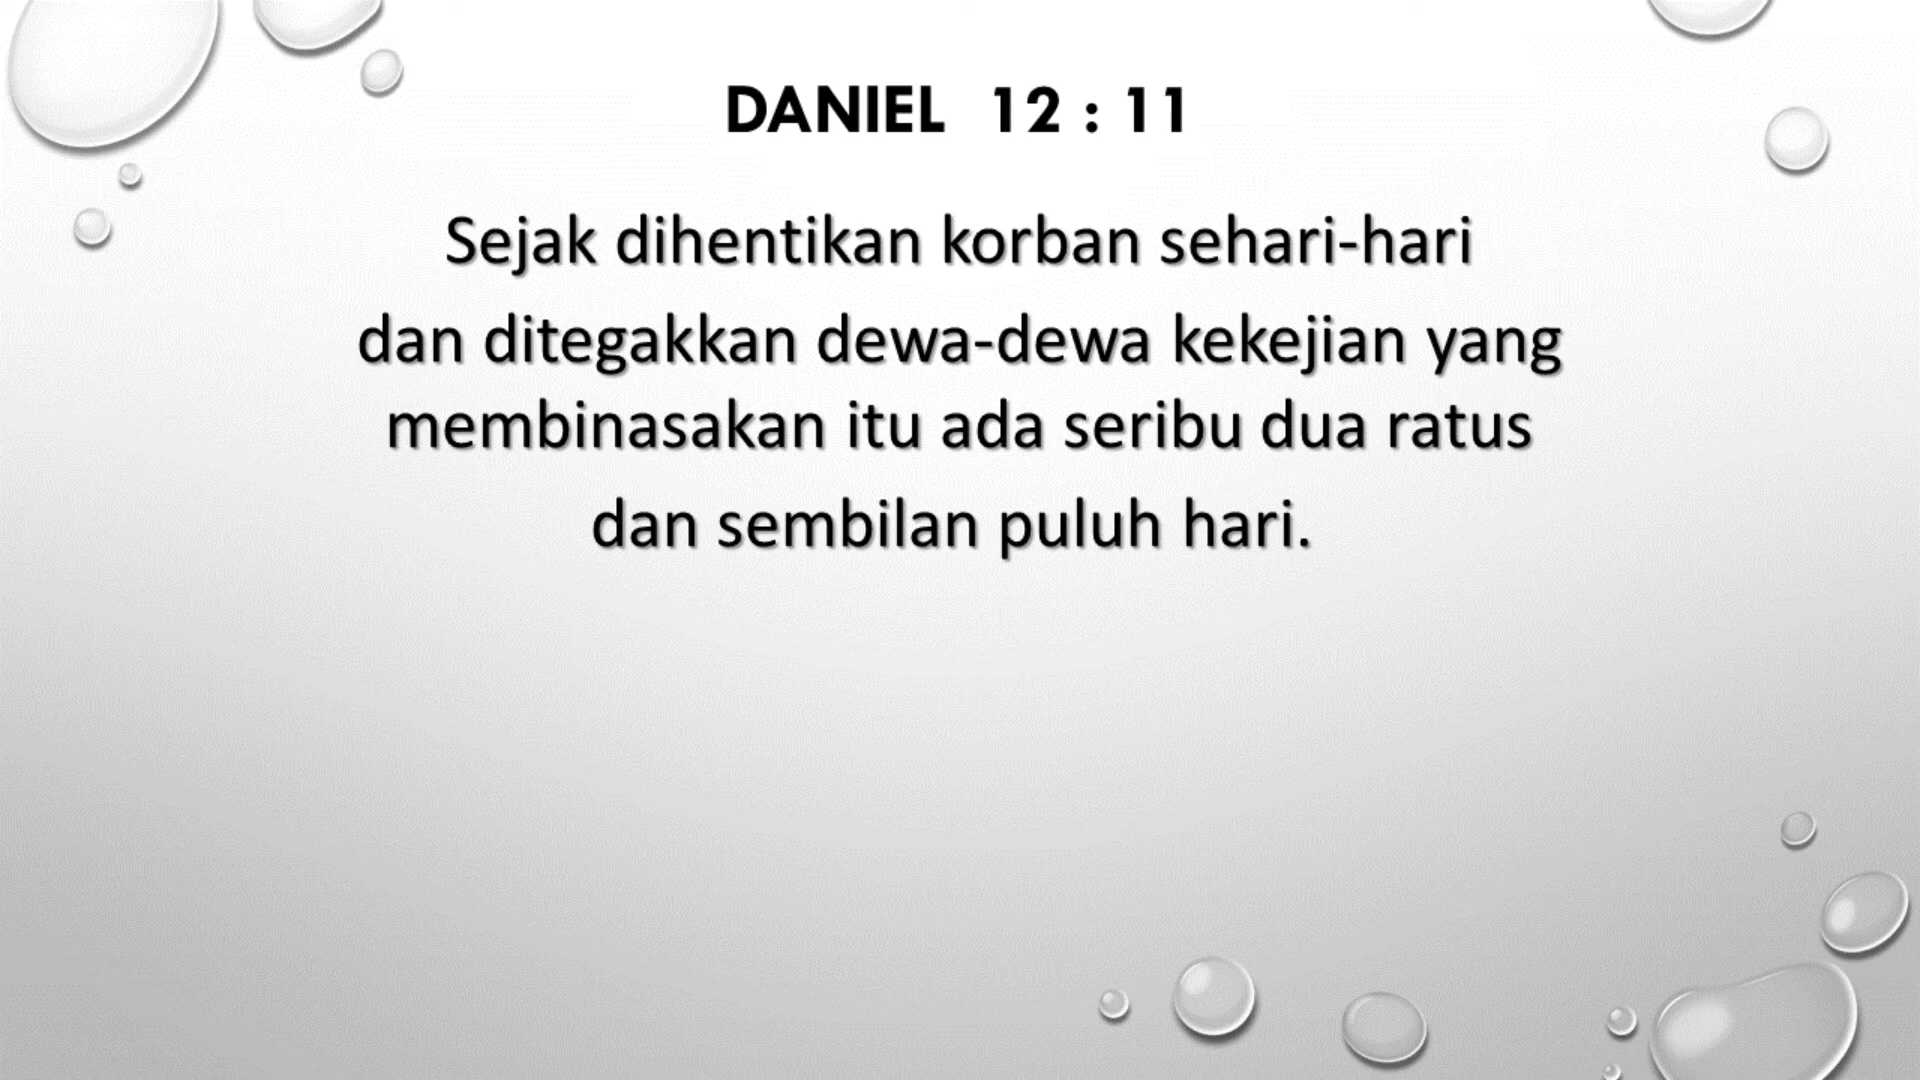 DANIEL 12 : 11
Sejak dihentikan korban sehari-hari
dan ditegakkan dewa-dewa kekejian yang
membinasakan itu ada seribu dua ratus
dan sembilan puluh hari.